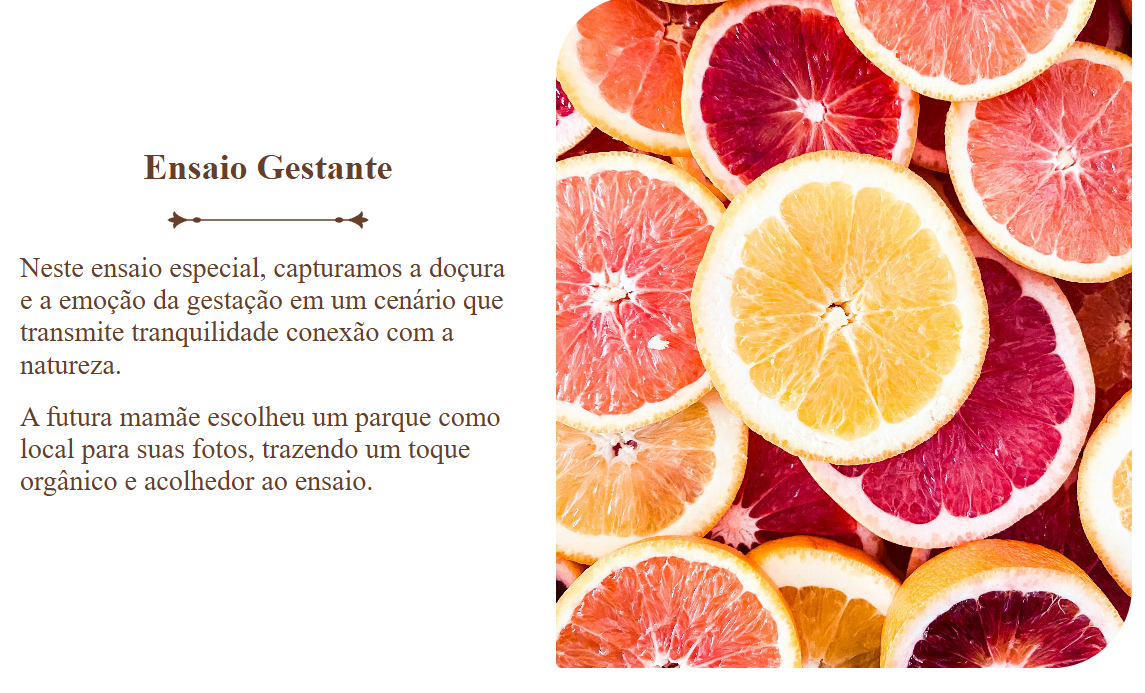 Ensaio Gestante
Neste ensaio especial, capturamos a doçura
e a emoção da gestação em um cenário que
transmite tranquilidade conexão com a
natureza.
A futura mamãe escolheu um parque como
local para suas fotos, trazendo um toque
orgânico e acolhedor ao ensaio.